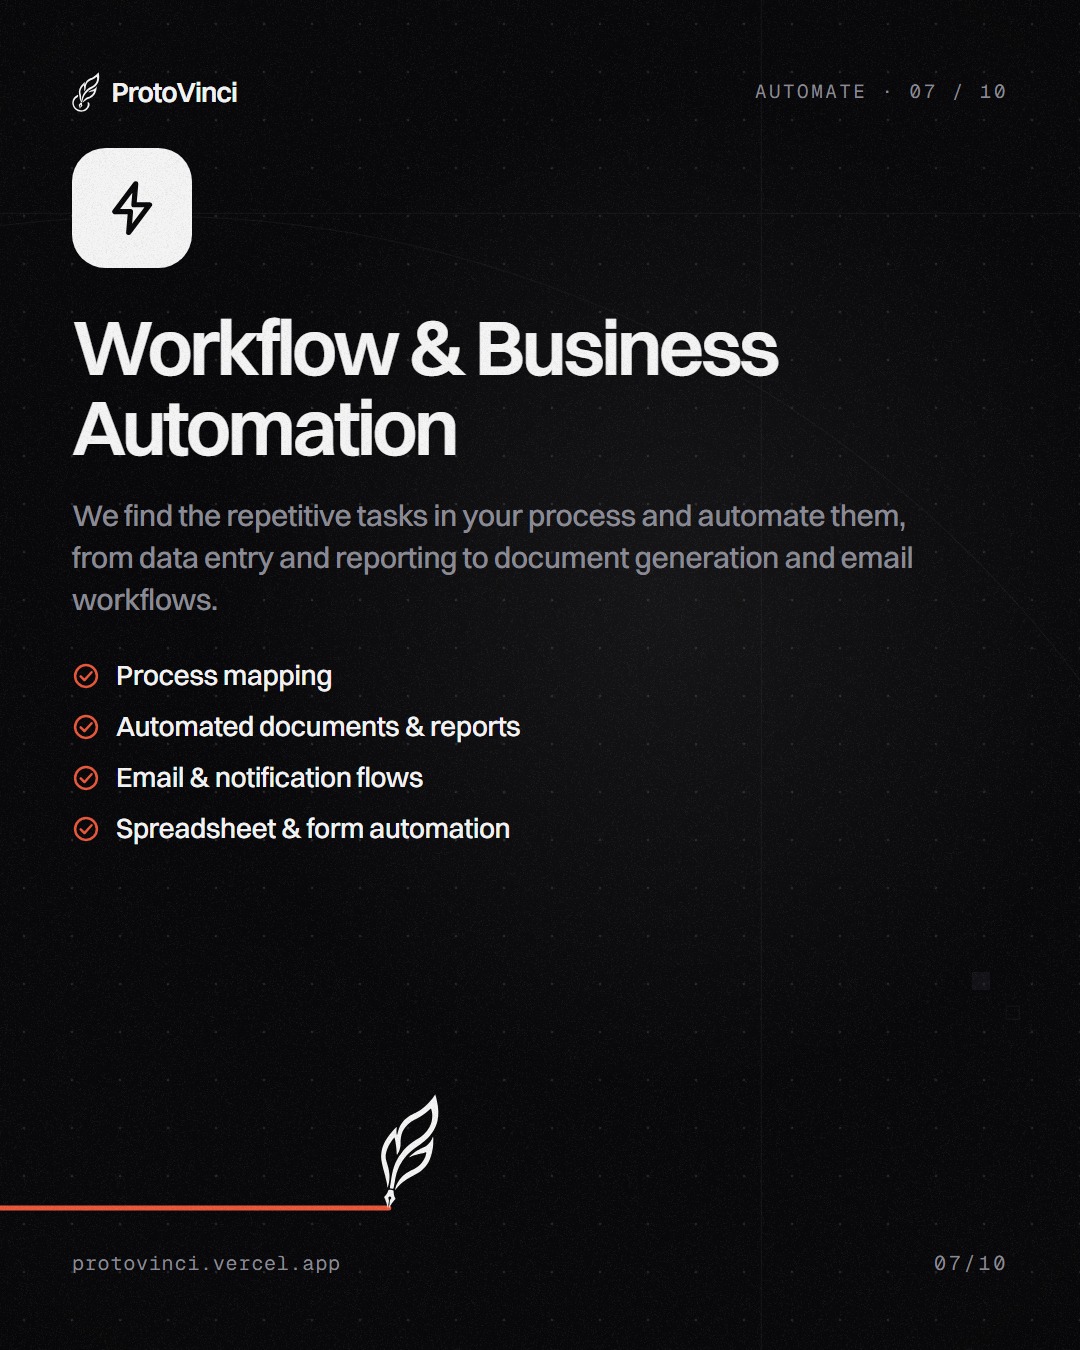 ProtoVinci
AUTOMATE · 07 / 10
Workflow & Business
Automation
We find the repetitive tasks in your process and automate them,
from data entry and reporting to document generation and email
workflows.
Process mapping
Automated documents & reports
Email & notification flows
Spreadsheet & form automation
protovinci.vercel.app
07/10